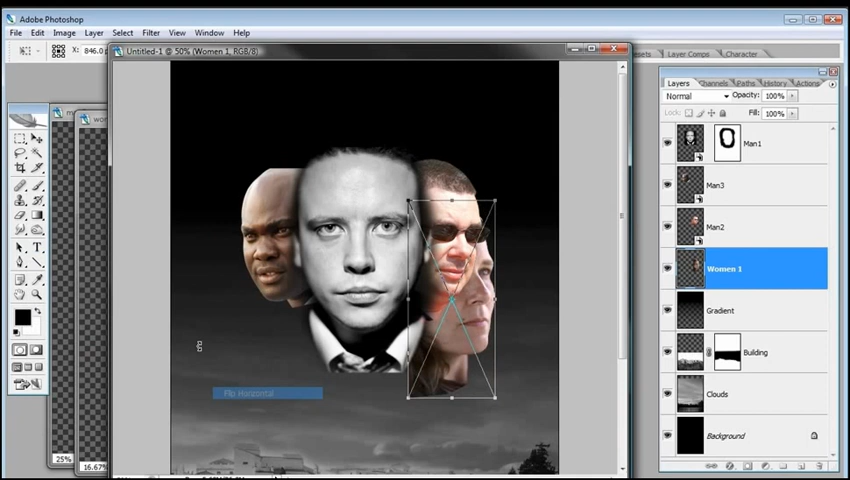 Adobe Photoshop
File Edit Image Layer Select Filter View Window Help
X: 846.0 p
Layer Comps Character
Untitled-1 @ 50% (Women 1, RGB/8)
Layers Channels Paths History Actions
Normal Opacity: 100%
Lock: Fill: 100%
Man1
Man3
Man2
Women 1
Gradient
Building
Clouds
Background
Flip Horizontal
25%
16.67%